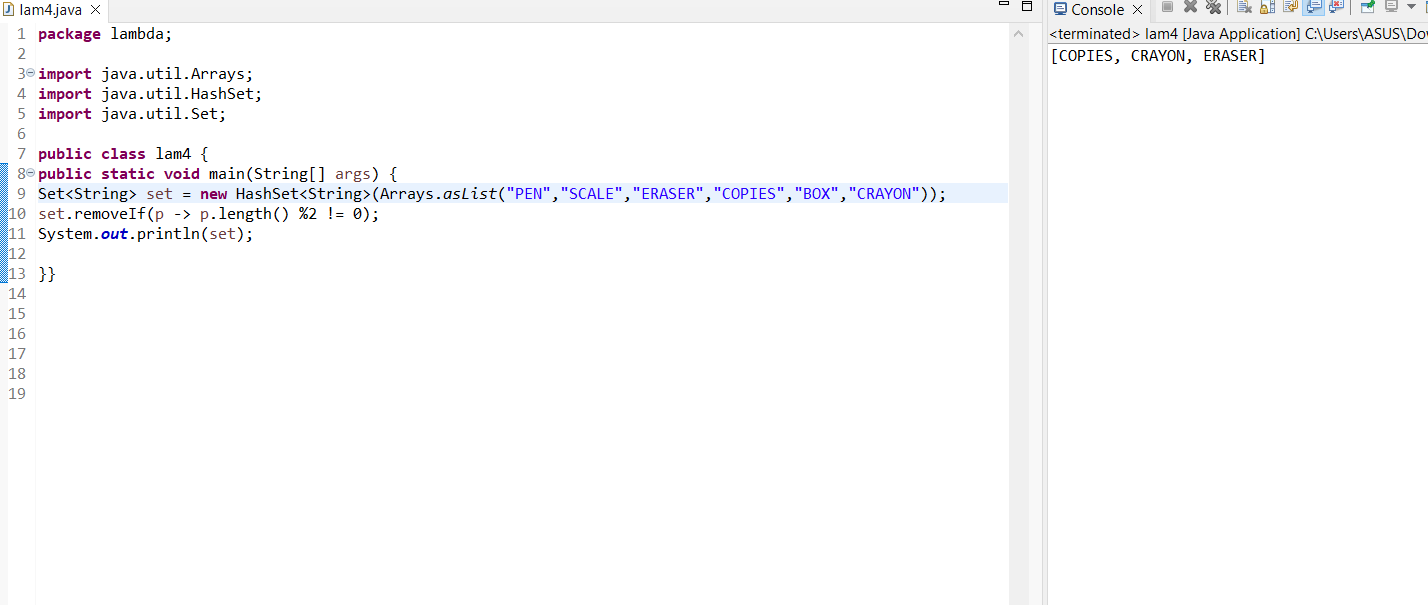 lam4.java
1 package lambda;
2
3 import java.util.Arrays;
4 import java.util.HashSet;
5 import java.util.Set;
6
7 public class lam4 {
8 public static void main(String[] args) {
9 Set<String> set = new HashSet<String>(Arrays.asList("PEN","SCALE","ERASER","COPIES","BOX","CRAYON"));
10 set.removeIf(p -> p.length() %2 != 0);
11 System.out.println(set);
12
13 }}
14
15
16
17
18
19
Console
<terminated> lam4 [Java Application] C:\Users\ASUS\Dov
[COPIES, CRAYON, ERASER]